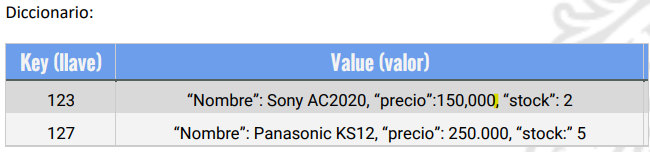 Diccionario:
Key (llave) Value (valor)
123 “Nombre”: Sony AC2020, “precio”:150,000, “stock”: 2
127 “Nombre”: Panasonic KS12, “precio”: 250.000, “stock:” 5